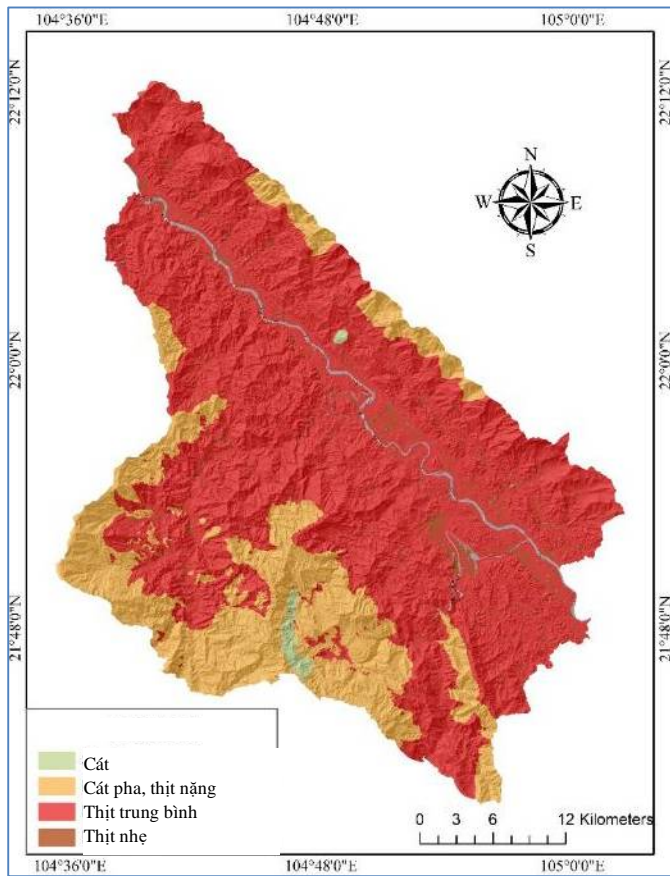 104°36'0"E 104°48'0"E 105°0'0"E
22°12'0"N 22°12'0"N
N
W E
S
22°0'0"N 22°0'0"N
21°48'0"N 21°48'0"N
Cát
Cát pha, thịt nặng
Thịt trung bình
Thịt nhẹ
0 3 6 12 Kilometers
104°36'0"E 104°48'0"E 105°0'0"E